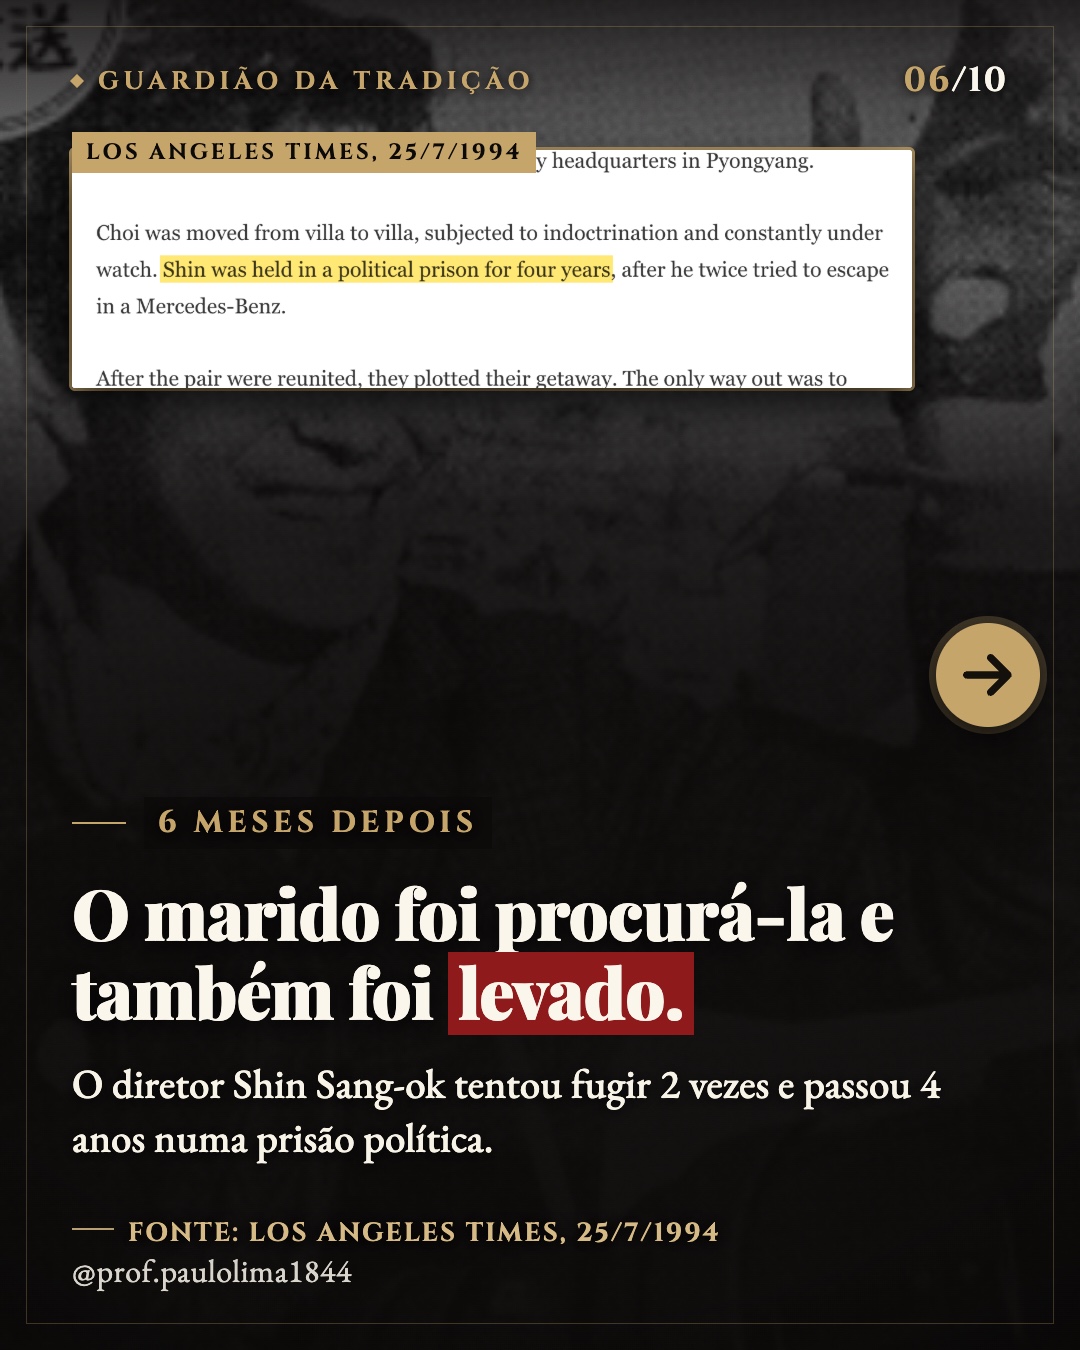 送
GUARDIÃO DA TRADIÇÃO
06/10
LOS ANGELES TIMES, 25/7/1994
y headquarters in Pyongyang.
Choi was moved from villa to villa, subjected to indoctrination and constantly under
watch. Shin was held in a political prison for four years, after he twice tried to escape
in a Mercedes-Benz.
After the pair were reunited, they plotted their getaway. The only way out was to
6 MESES DEPOIS
O marido foi procurá-la e
também foi levado.
O diretor Shin Sang-ok tentou fugir 2 vezes e passou 4
anos numa prisão política.
FONTE: LOS ANGELES TIMES, 25/7/1994
@prof.paulolima1844